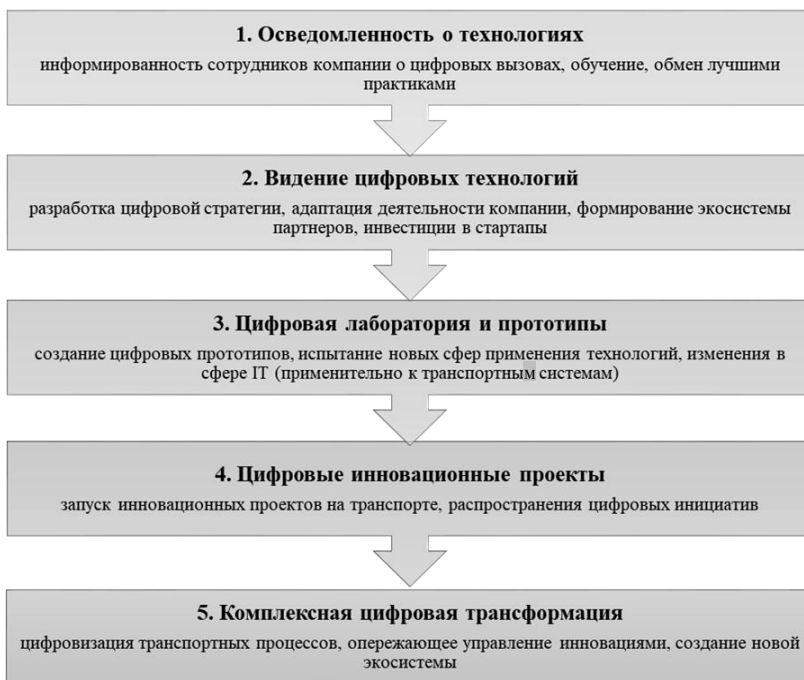 1. Осведомленность о технологиях
информированность сотрудников компании о цифровых вызовах, обучение, обмен лучшими
практиками
2. Видение цифровых технологий
разработка цифровой стратегии, адаптация деятельности компании, формирование экосистемы
партнеров, инвестиции в стартапы
3. Цифровая лаборатория и прототипы
создание цифровых прототипов, испытание новых сфер применения технологий, изменения в
сфере IT (применительно к транспортным системам)
4. Цифровые инновационные проекты
запуск инновационных проектов на транспорте, распространения цифровых инициатив
5. Комплексная цифровая трансформация
цифровизация транспортных процессов, опережающее управление инновациями, создание новой
экосистемы